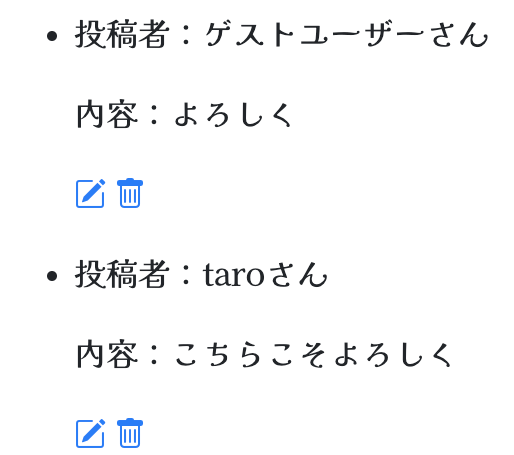 投稿者：ゲストユーザーさん
内容：よろしく
投稿者：taroさん
内容：こちらこそよろしく